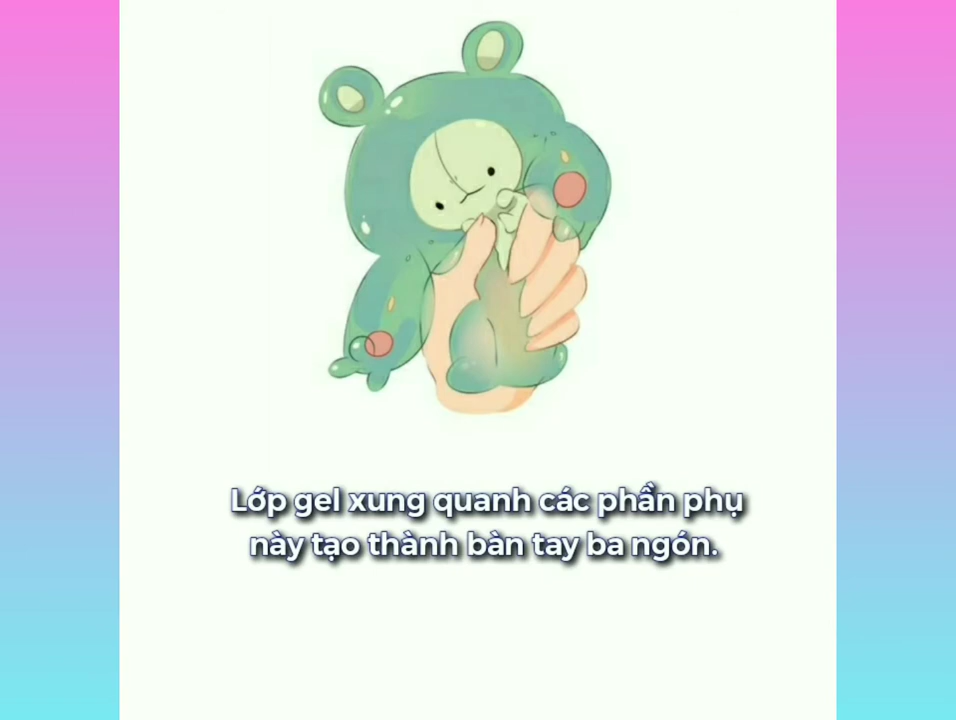 Lớp gel xung quanh các phần phụ
này tạo thành bàn tay ba ngón.